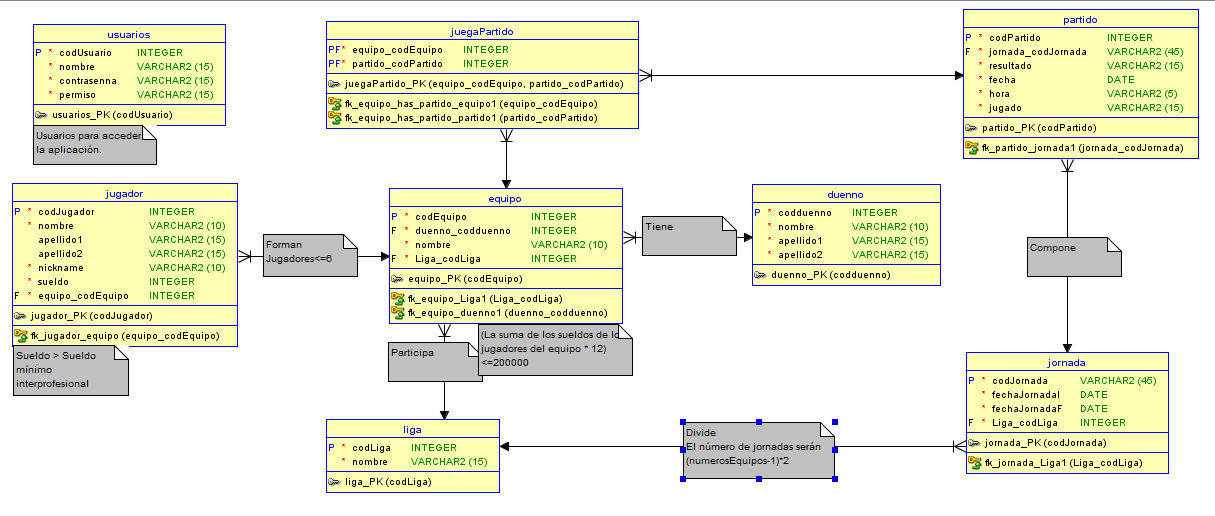 usuarios
P * codUsuario INTEGER
* nombre VARCHAR2 (15)
* contrasenna VARCHAR2 (15)
* permiso VARCHAR2 (15)
usuarios_PK (codUsuario)
Usuarios para acceder
la aplicación.
juegaPartido
PF* equipo_codEquipo INTEGER
PF* partido_codPartido INTEGER
juegaPartido_PK (equipo_codEquipo, partido_codPartido)
fk_equipo_has_partido_equipo1 (equipo_codEquipo)
fk_equipo_has_partido_partido1 (partido_codPartido)
partido
P * codPartido INTEGER
F * jornada_codJornada VARCHAR2 (45)
* resultado VARCHAR2 (15)
* fecha DATE
* hora VARCHAR2 (5)
* jugado VARCHAR2 (15)
partido_PK (codPartido)
fk_partido_jornada1 (jornada_codJornada)
jugador
P * codJugador INTEGER
* nombre VARCHAR2 (10)
apellido1 VARCHAR2 (15)
apellido2 VARCHAR2 (15)
* nickname VARCHAR2 (10)
* sueldo INTEGER
F * equipo_codEquipo INTEGER
jugador_PK (codJugador)
fk_jugador_equipo (equipo_codEquipo)
Sueldo > Sueldo
mínimo
interprofesional
Forman
Jugadores<=6
equipo
P * codEquipo INTEGER
F * duenno_codduenno INTEGER
* nombre VARCHAR2 (10)
F * Liga_codLiga INTEGER
equipo_PK (codEquipo)
fk_equipo_Liga1 (Liga_codLiga)
fk_equipo_duenno1 (duenno_codduenno)
Tiene
duenno
P * codduenno INTEGER
* nombre VARCHAR2 (10)
* apellido1 VARCHAR2 (15)
* apellido2 VARCHAR2 (15)
duenno_PK (codduenno)
Compone
Participa
(La suma de los sueldos de lo
jugadores del equipo * 12)
<=200000
liga
P * codLiga INTEGER
* nombre VARCHAR2 (15)
liga_PK (codLiga)
Divide
El número de jornadas serán
(numerosEquipos-1)*2
jornada
P * codJornada VARCHAR2 (45)
* fechaJornadaI DATE
* fechaJornadaF DATE
F * Liga_codLiga INTEGER
jornada_PK (codJornada)
fk_jornada_Liga1 (Liga_codLiga)